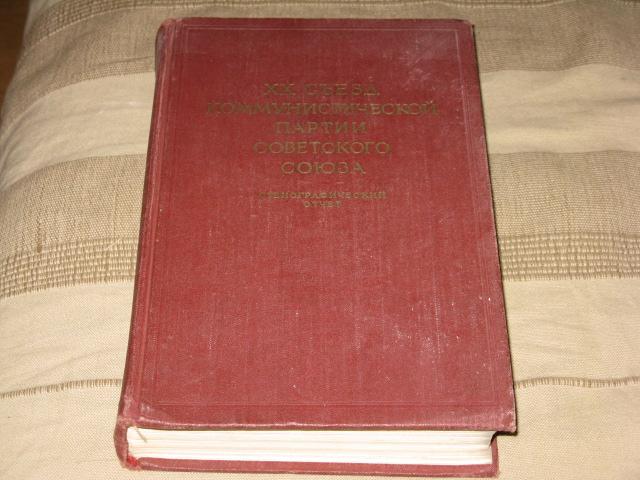 XX СЪЕЗД
КОММУНИСТИЧЕСКОЙ
ПАРТИИ
СОВЕТСКОГО
СОЮЗА
СТЕНОГРАФИЧЕСКИЙ
ОТЧЕТ